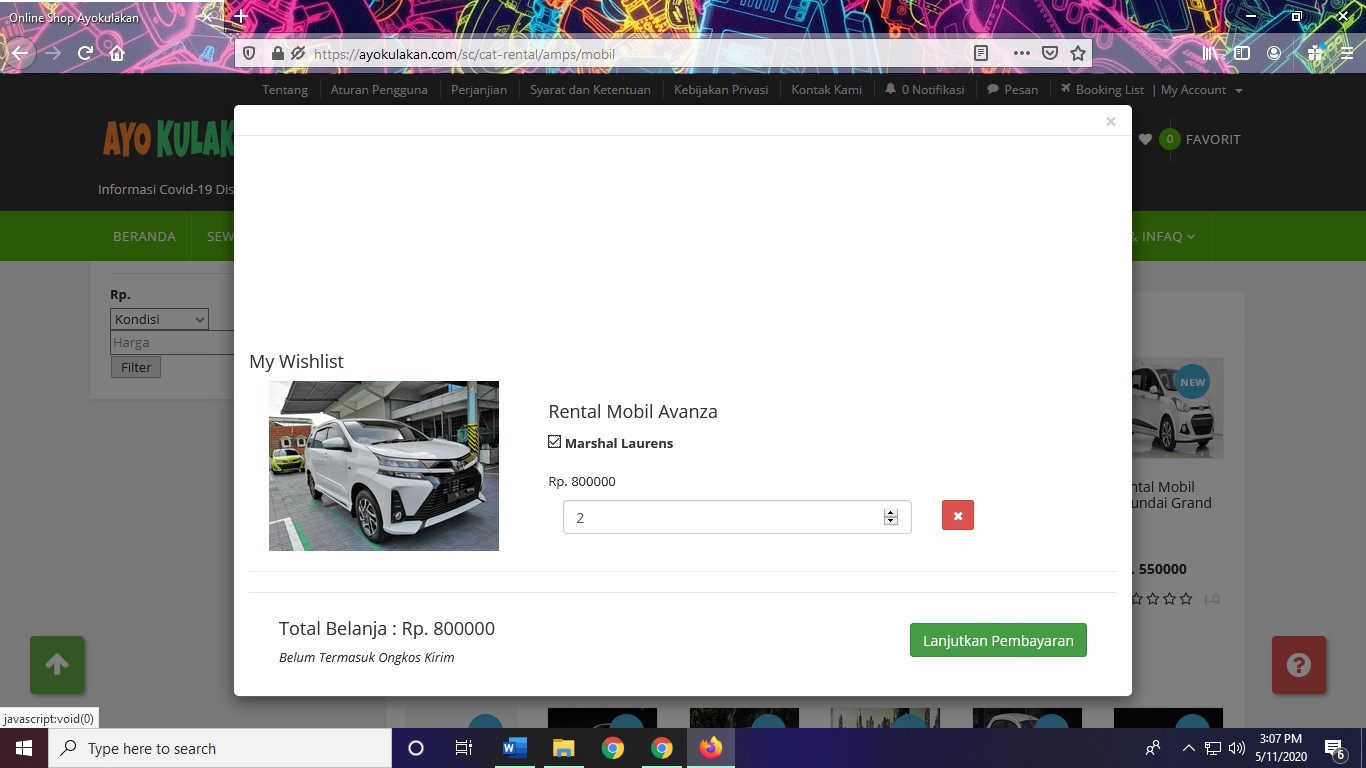 Online Shop Ayokulakan
https://ayokulakan.com/sc/cat-rental/amps/mobil
Tentang
Aturan Pengguna
Perjanjian
Syarat dan Ketentuan
Kebijakan Privasi
Kontak Kami
0 Notifikasi
Pesan
Booking List
| My Account
×
AYO KULAK
0 FAVORIT
Informasi Covid-19 Dis
BERANDA
SEW
& INFAQ
Rp.
Kondisi
Harga
Filter
My Wishlist
Rental Mobil Avanza
Marshal Laurens
Rp. 800000
2
Total Belanja : Rp. 800000
Belum Termasuk Ongkos Kirim
Lanjutkan Pembayaran
NEW
ntal Mobil
undai Grand
. 550000
( 0
javascript:void(0)
Type here to search
3:07 PM
5/11/2020
6